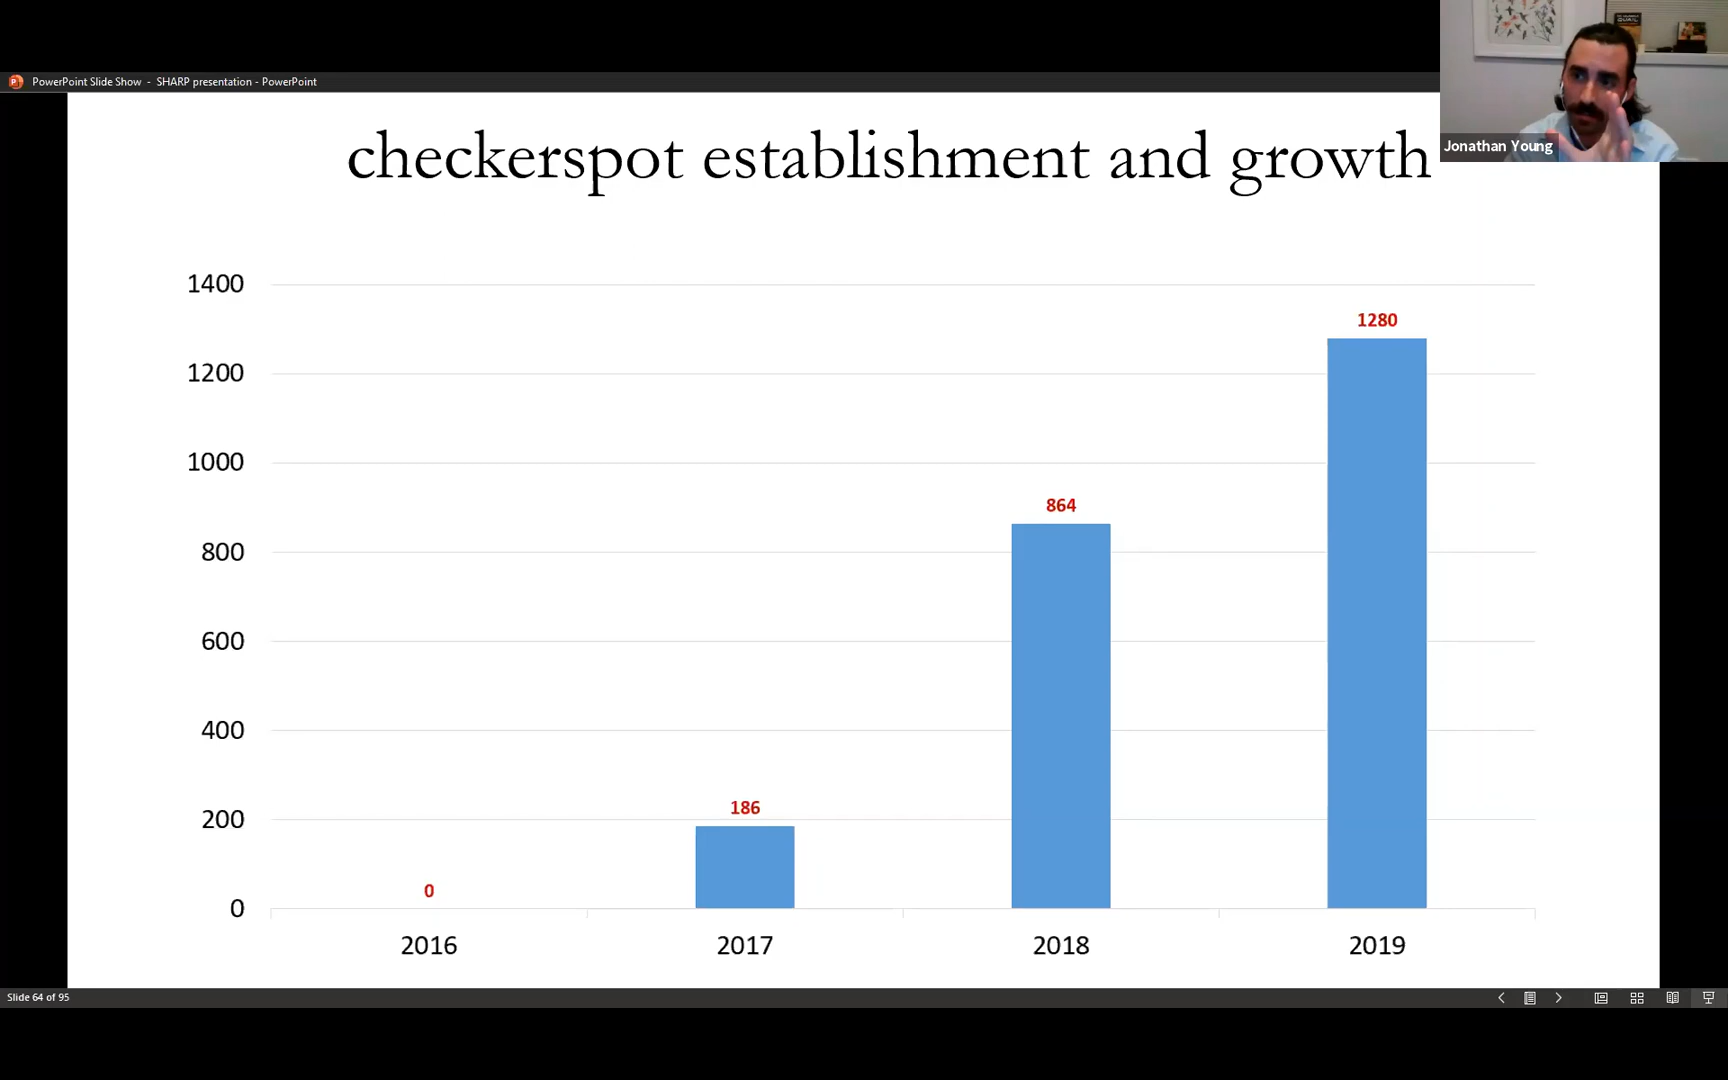 PowerPoint Slide Show - SHARP presentation - PowerPoint
Jonathan Young
checkerspot establishment and growth
1400
1200
1000
800
600
400
200
0
0
186
864
1280
2016 2017 2018 2019
Slide 64 of 95